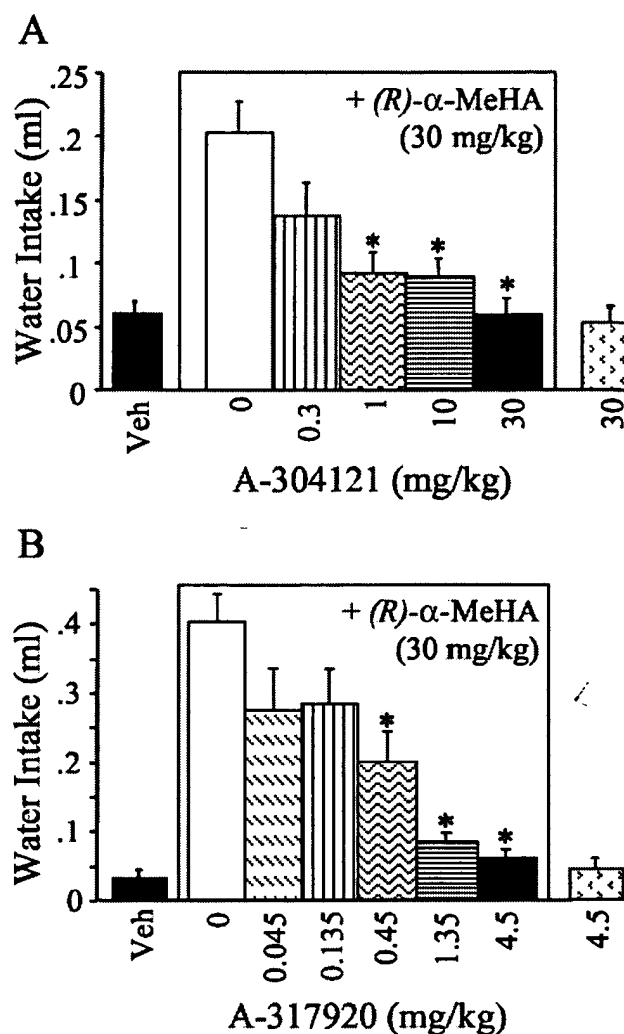 A
Water Intake (ml)
.25
.2
.15
.1
.05
0
+ (R)-α-MeHA
(30 mg/kg)
*
*
*
Veh
0
0.3
1
10
30
30
A-304121 (mg/kg)
B
Water Intake (ml)
.4
.3
.2
.1
0
+ (R)-α-MeHA
(30 mg/kg)
*
*
*
Veh
0
0.045
0.135
0.45
1.35
4.5
4.5
A-317920 (mg/kg)